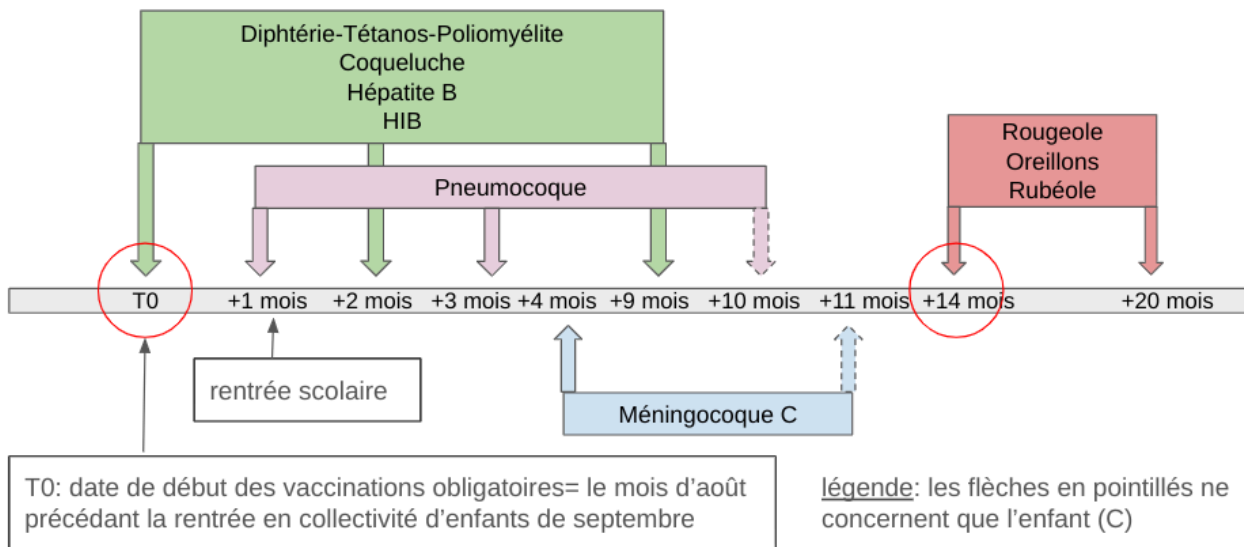 Diphtérie-Tétanos-Poliomyélite
Coqueluche
Hépatite B
HIB
Pneumocoque
Rougeole
Oreillons
Rubéole
T0 +1 mois +2 mois +3 mois +4 mois +9 mois +10 mois +11 mois +14 mois +20 mois
rentrée scolaire
Méningocoque C
T0: date de début des vaccinations obligatoires= le mois d’août
précédant la rentrée en collectivité d’enfants de septembre
légende: les flèches en pointillés ne
concernent que l’enfant (C)